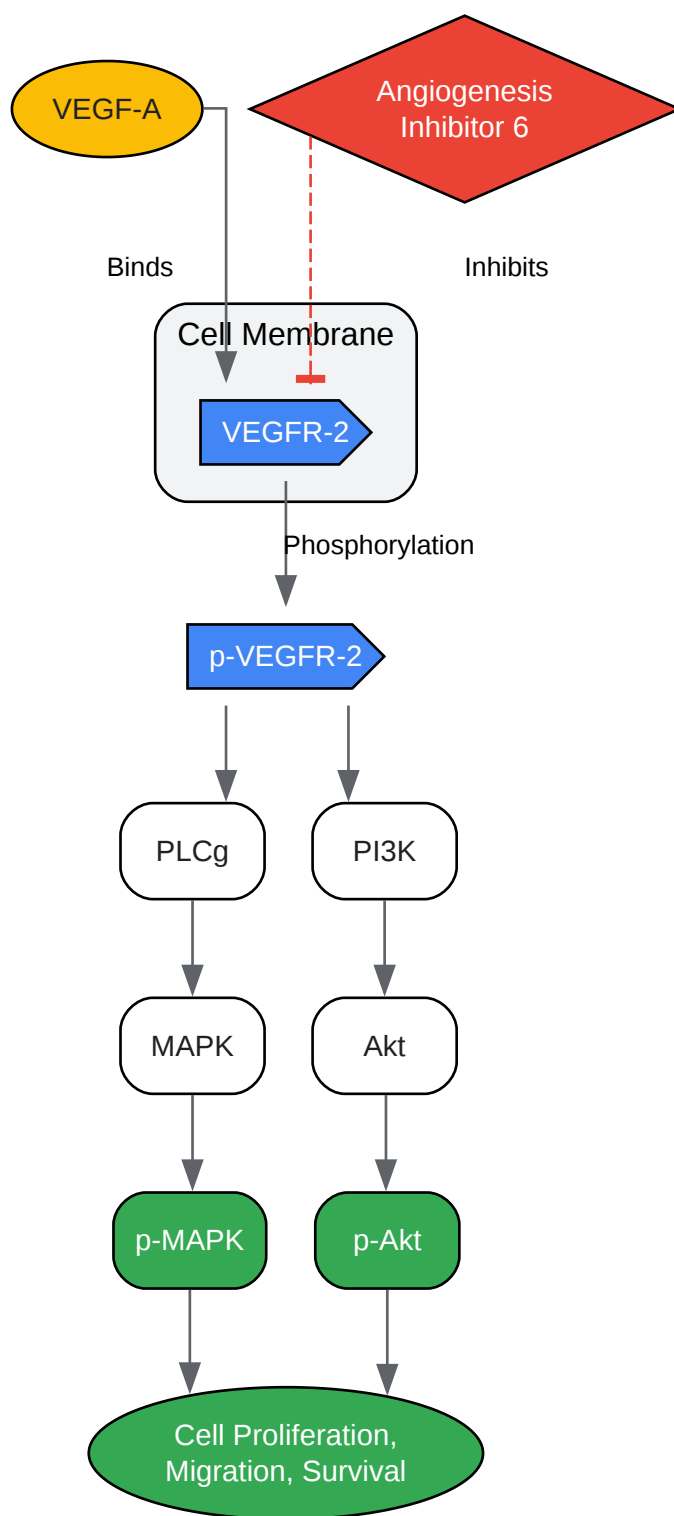 VEGF-A
Angiogenesis
Inhibitor 6
Binds
Inhibits
Cell Membrane
VEGFR-2
Phosphorylation
p-VEGFR-2
PLCg
PI3K
MAPK
Akt
p-MAPK
p-Akt
Cell Proliferation,
Migration, Survival